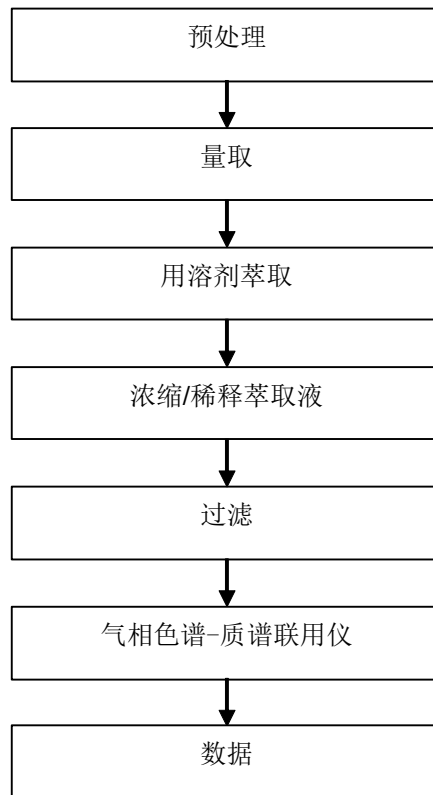 预处理
量取
用溶剂萃取
浓缩/稀释萃取液
过滤
气相色谱-质谱联用仪
数据